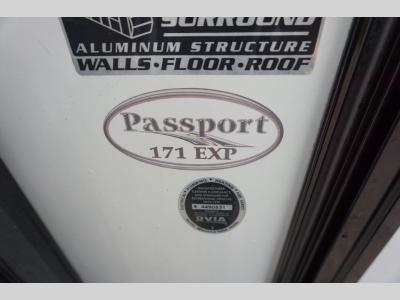 SURROUND
ALUMINUM STRUCTURE
WALLS·FLOOR·ROOF
Passport
171 EXP
RVIA